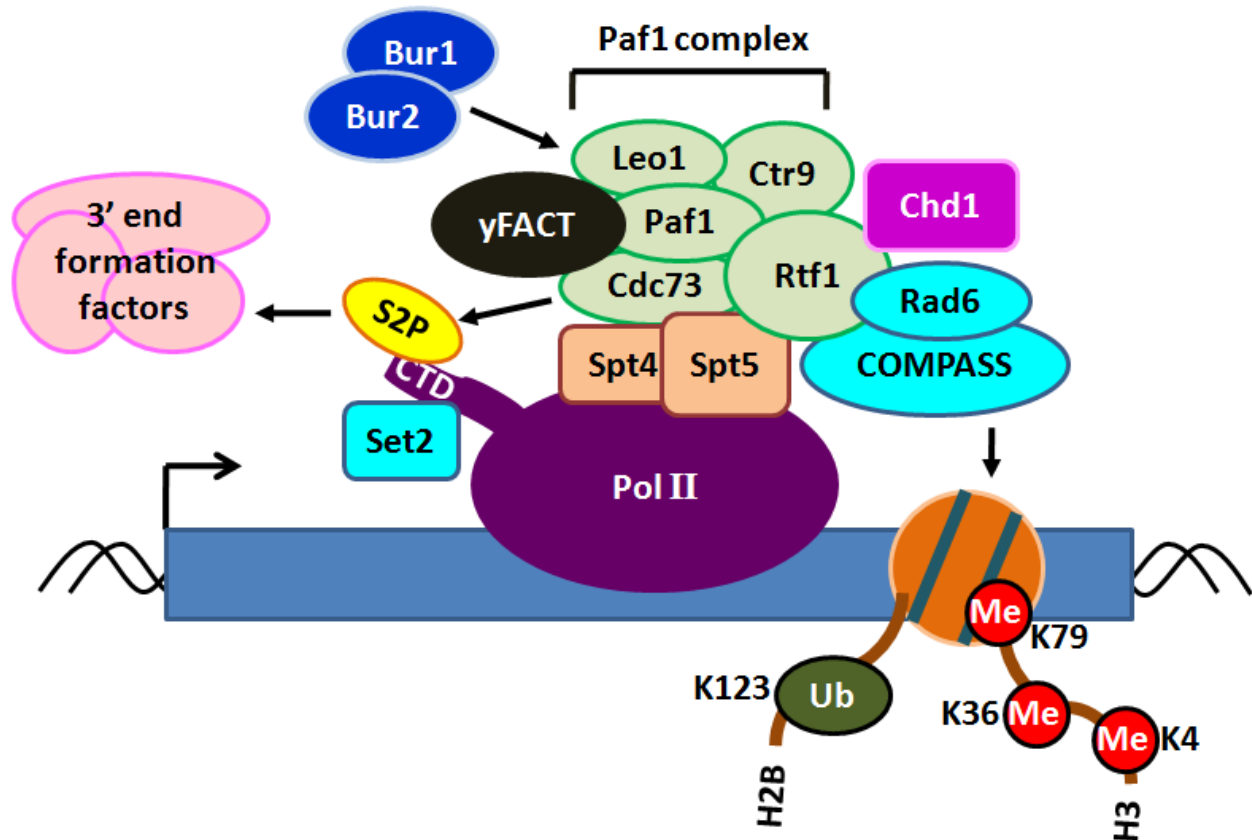 Paf1 complex
Bur1
Bur2
Leo1
Ctr9
Chd1
yFACT
Paf1
3’ end
formation
factors
Cdc73
Rtf1
Rad6
S2P
CTD
Spt4
Spt5
COMPASS
Set2
Pol II
Me
K79
K123
Ub
K36
Me
Me
K4
H2B
H3